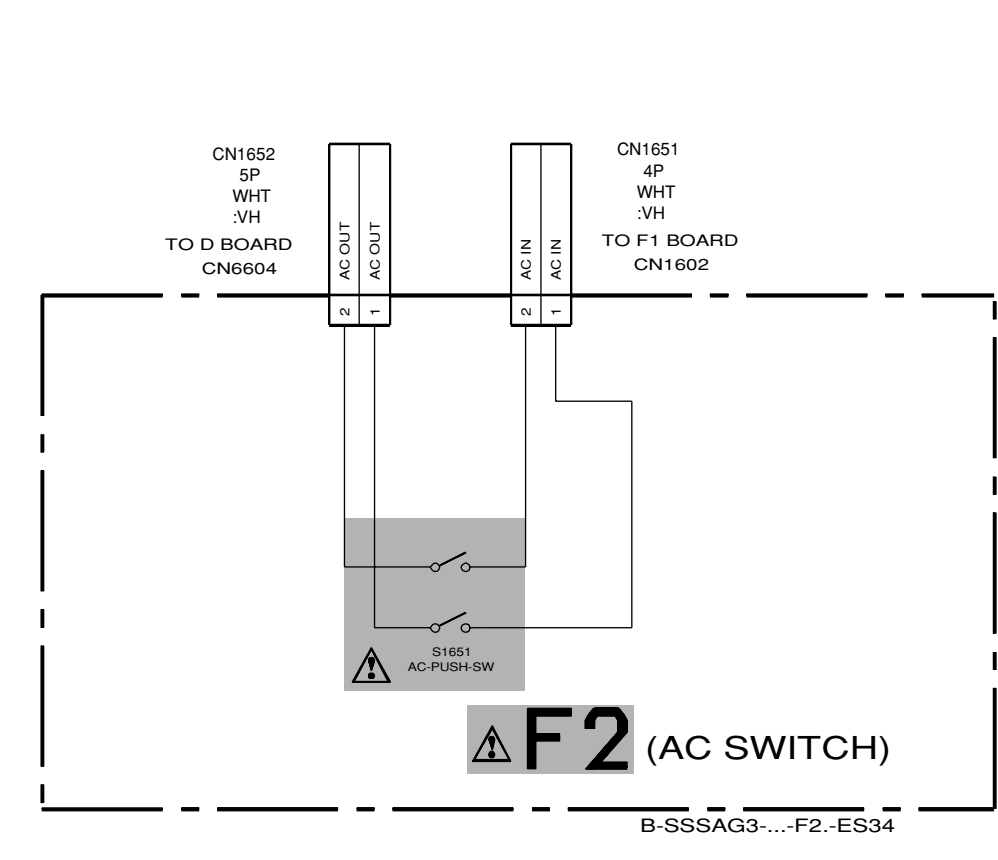 CN1652
5P
WHT
:VH
TO D BOARD
CN6604
AC OUT
AC OUT
2
1
CN1651
4P
WHT
:VH
TO F1 BOARD
CN1602
AC IN
AC IN
2
1
S1651
AC-PUSH-SW
F2 (AC SWITCH)
B-SSSAG3-...-F2.-ES34